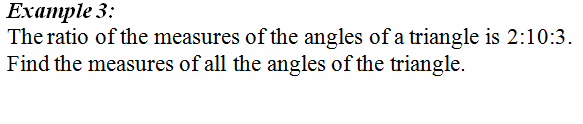 Example 3:
The ratio of the measures of the angles of a triangle is 2:10:3.
Find the measures of all the angles of the triangle.